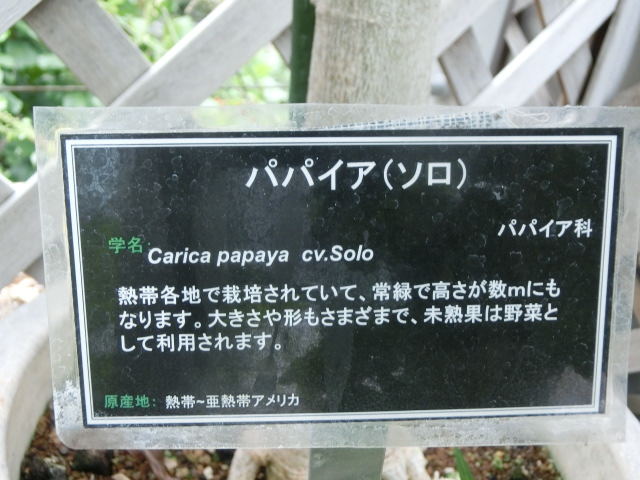 パパイア（ソロ）
パパイア科
学名 Carica papaya cv.Solo
熱帯各地で栽培されていて、常緑で高さが数mにも
なります。大きさや形もさまざまで、未熟果は野菜と
して利用されます。
原産地： 熱帯~亜熱帯アメリカ